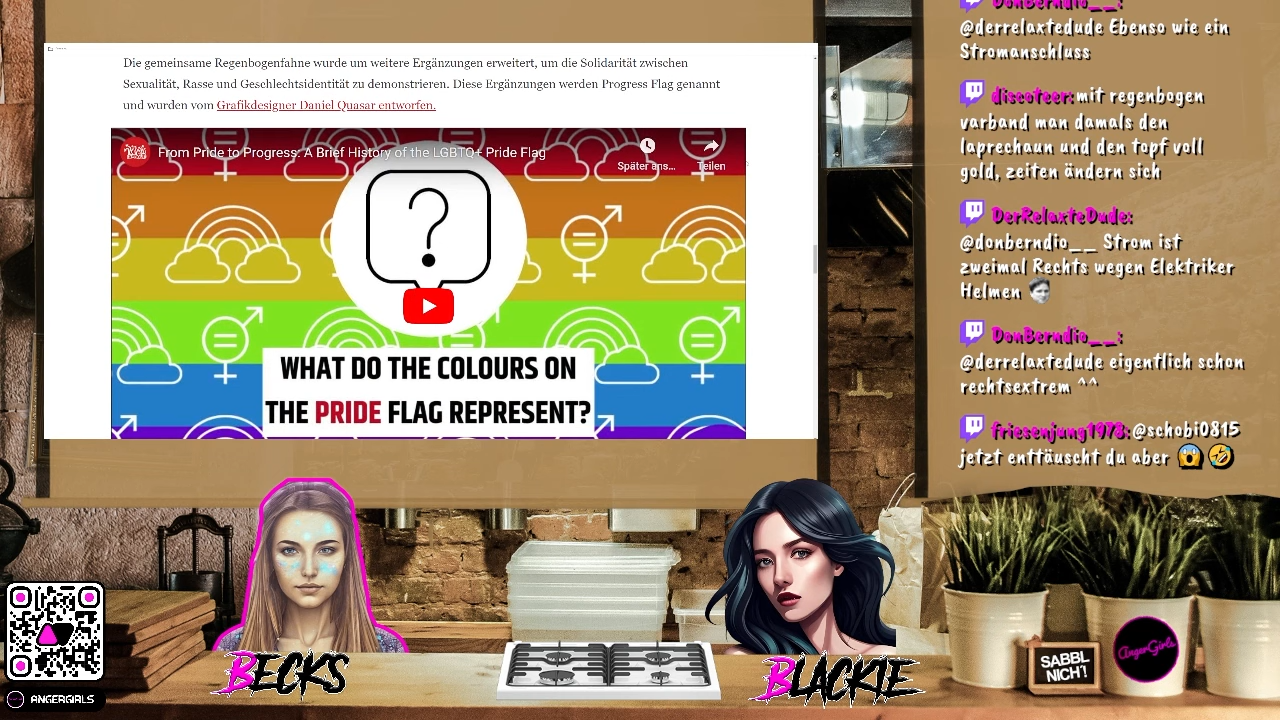 Die gemeinsame Regenbogenfahne wurde um weitere Ergänzungen erweitert, um die Solidarität zwischen
Sexualität, Rasse und Geschlechtsidentität zu demonstrieren. Diese Ergänzungen werden Progress Flag genannt
und wurden vom Grafikdesigner Daniel Quasar entworfen.
From Pride to Progress: A Brief History of the LGBTQ+ Pride Flag
Später ans...
Teilen
?
WHAT DO THE COLOURS ON
THE PRIDE FLAG REPRESENT?
DonBerndio__:
@derrelaxtedude Ebenso wie ein
Stromanschluss
discoteer: mit regenbogen
varband man damals den
laprechaun und den topf voll
gold, zeiten ändern sich
DerRelaxteDude:
@donberndio__ Strom ist
zweimal Rechts wegen Elektriker
Helmen
DonBerndio__:
@derrelaxtedude eigentlich schon
rechtsextrem ^^
friesenjung1978: @schobi0815
jetzt enttäuscht du aber 😱 🤣
BECKS
BLACKIE
ANGERGIRLS
SABBL
NICH'!
AngerGirls